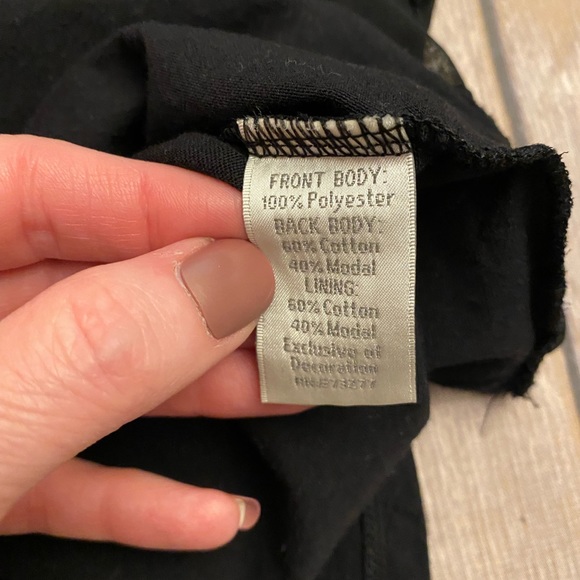 FRONT BODY:
100% Polyester
BACK BODY:
60% Cotton
40% Modal
LINING:
60% Cotton
40% Modal
Exclusive of
Decoration